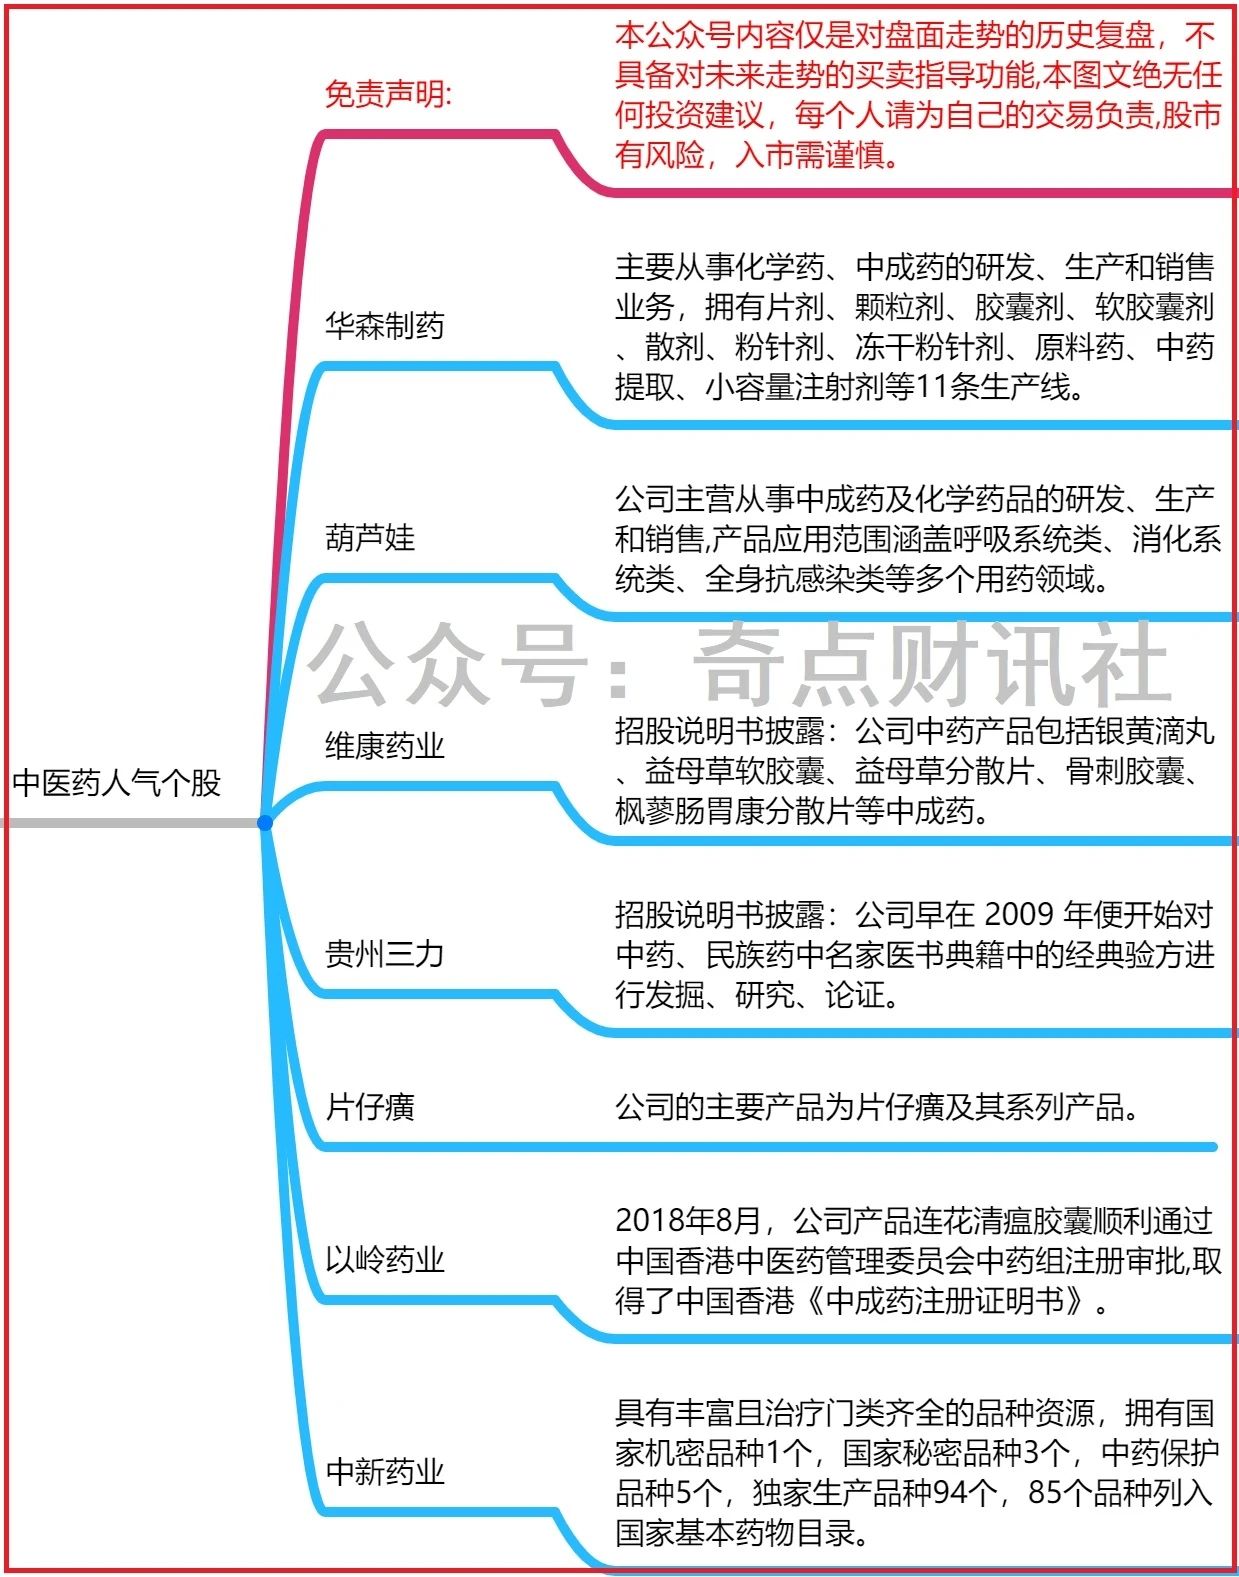 免责声明:
本公众号内容仅是对盘面走势的历史复盘，不
具备对未来走势的买卖指导功能,本图文绝无任
何投资建议，每个人请为自己的交易负责,股市
有风险，入市需谨慎。
华森制药
主要从事化学药、中成药的研发、生产和销售
业务，拥有片剂、颗粒剂、胶囊剂、软胶囊剂
、散剂、粉针剂、冻干粉针剂、原料药、中药
提取、小容量注射剂等11条生产线。
葫芦娃
公司主营从事中成药及化学药品的研发、生产
和销售,产品应用范围涵盖呼吸系统类、消化系
统类、全身抗感染类等多个用药领域。
公众号：奇点财讯社
维康药业
招股说明书披露：公司中药产品包括银黄滴丸
、益母草软胶囊、益母草分散片、骨刺胶囊、
枫蓼肠胃康分散片等中成药。
中医药人气个股
贵州三力
招股说明书披露：公司早在 2009 年便开始对
中药、民族药中名家医书典籍中的经典验方进
行发掘、研究、论证。
片仔癀
公司的主要产品为片仔癀及其系列产品。
以岭药业
2018年8月，公司产品连花清瘟胶囊顺利通过
中国香港中医药管理委员会中药组注册审批,取
得了中国香港《中成药注册证明书》。
中新药业
具有丰富且治疗门类齐全的品种资源，拥有国
家机密品种1个，国家秘密品种3个，中药保护
品种5个，独家生产品种94个，85个品种列入
国家基本药物目录。